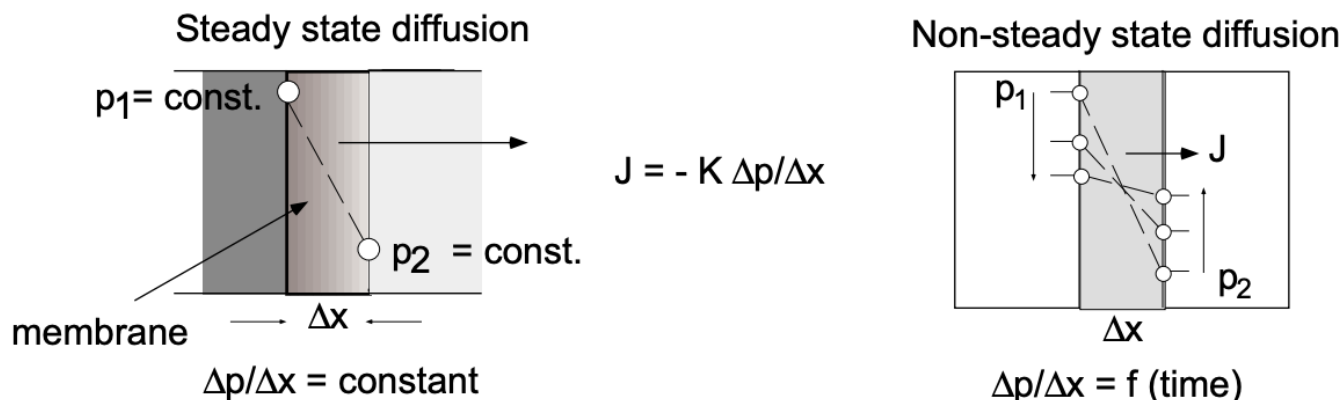 Steady state diffusion
p1= const.
p2 = const.
membrane
Δx
Δp/Δx = constant
J = - K Δp/Δx
Non-steady state diffusion
p1
J
p2
Δx
Δp/Δx = f (time)